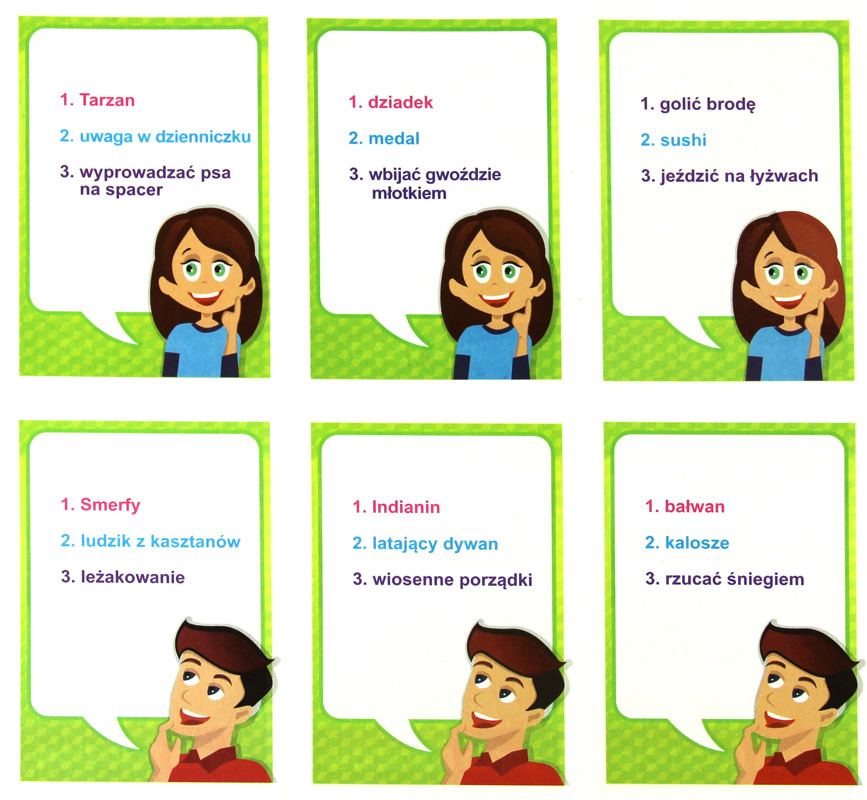 1. Tarzan
2. uwaga w dzienniczku
3. wyprowadzać psa
na spacer
1. dziadek
2. medal
3. wbijać gwoździe
młotkiem
1. golić brodę
2. sushi
3. jeździć na łyżwach
1. Smerfy
2. ludzik z kasztanów
3. leżakowanie
1. Indianin
2. latający dywan
3. wiosenne porządki
1. bałwan
2. kalosze
3. rzucać śniegiem